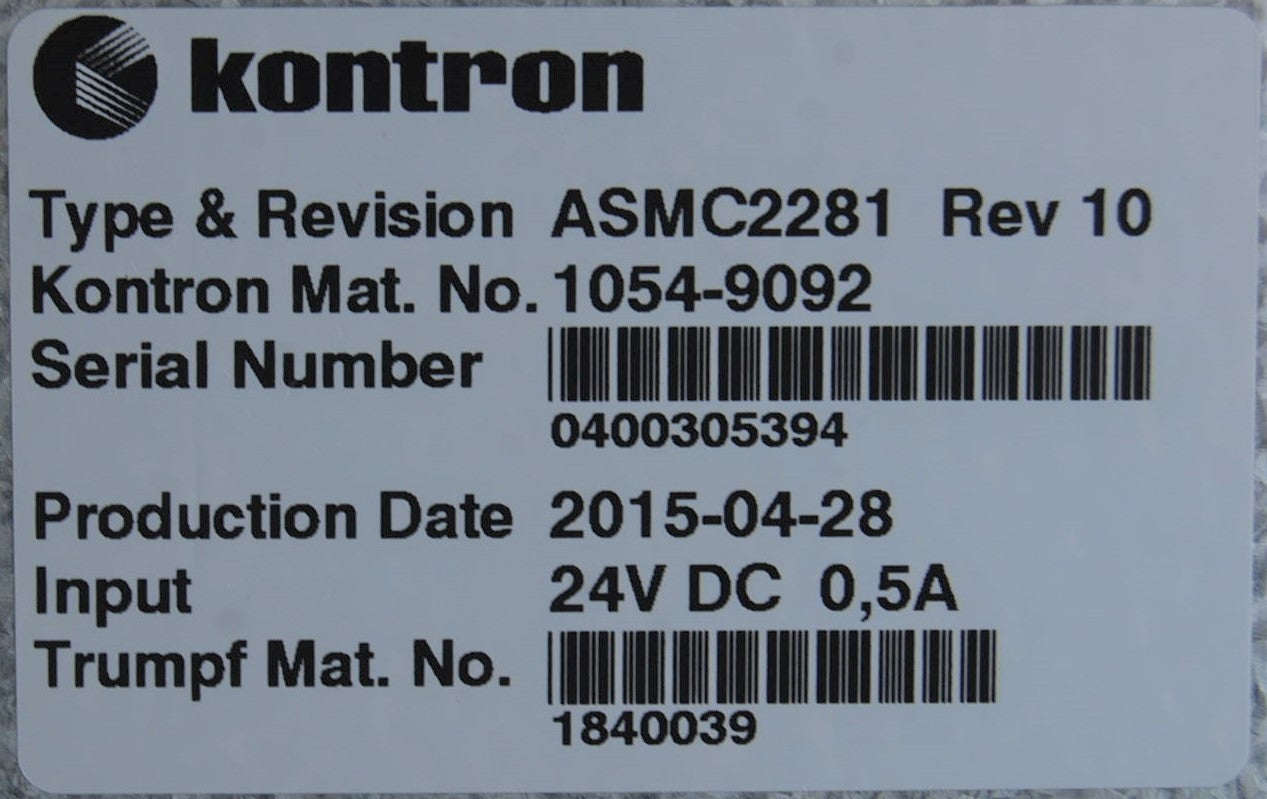 kontron
Type & Revision ASMC2281 Rev 10
Kontron Mat. No. 1054-9092
Serial Number
0400305394
Production Date 2015-04-28
Input 24V DC 0,5A
Trumpf Mat. No.
1840039